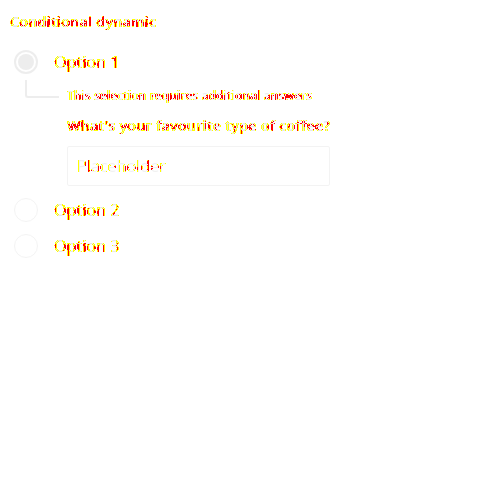 Conditional dynamic
Option 1
This selection requires additional answers
What's your favourite type of coffee?
Placeholder
Option 2
Option 3